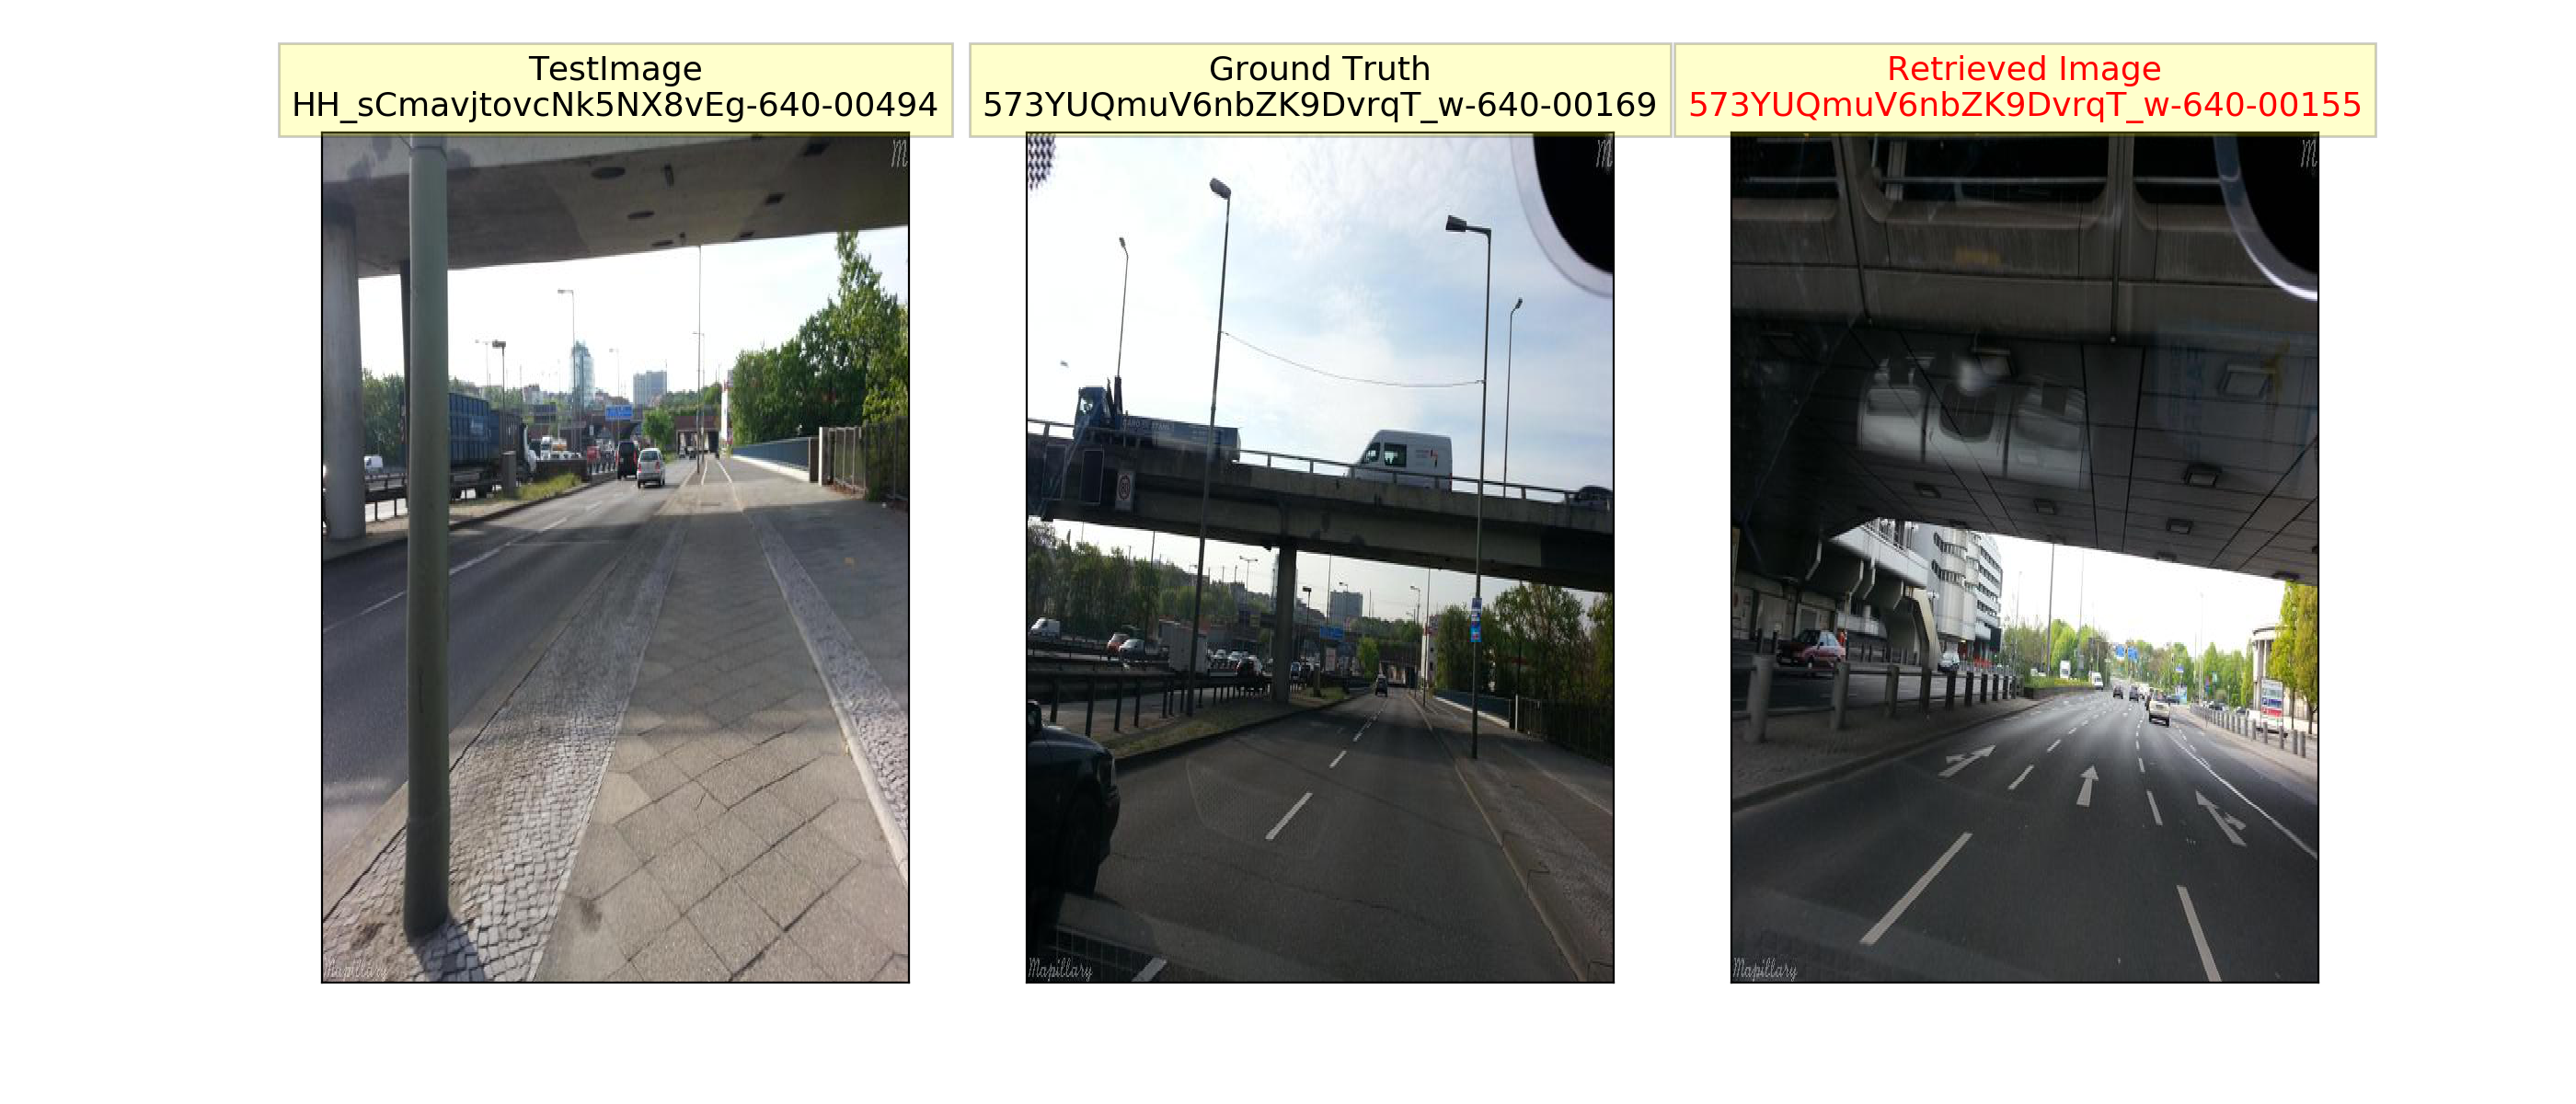 TestImage
HH_sCmavjtovcNk5NX8vEg-640-00494
Ground Truth
573YUQmuV6nbZK9DvrqT_w-640-00169
Retrieved Image
573YUQmuV6nbZK9DvrqT_w-640-00155
M
M
M
Mapillary
Mapillary
Mapillary